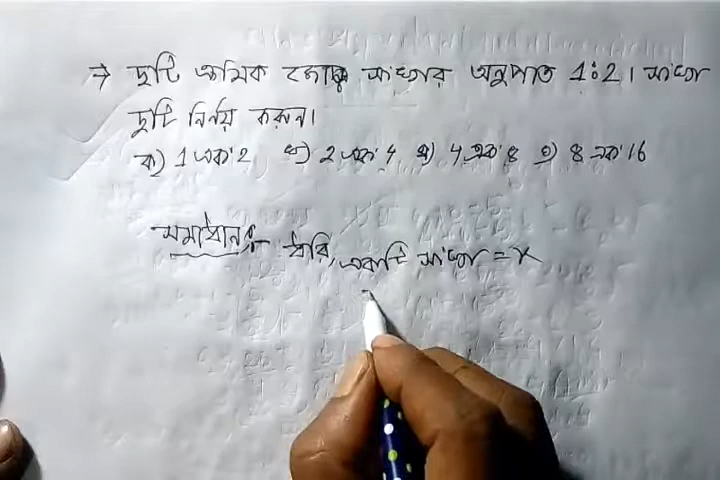 → দুটি ক্রমিক জোড় সংখ্যার অনুপাত 1:2। সংখ্যা
দুটি নির্নয় করুন।
ক) 1 এবং 2 খ) 2 এবং 4 গ) 4 এবং 8 ঘ) 8 এবং 16
সমাধান:- ধরি, একটি সংখ্যা = x